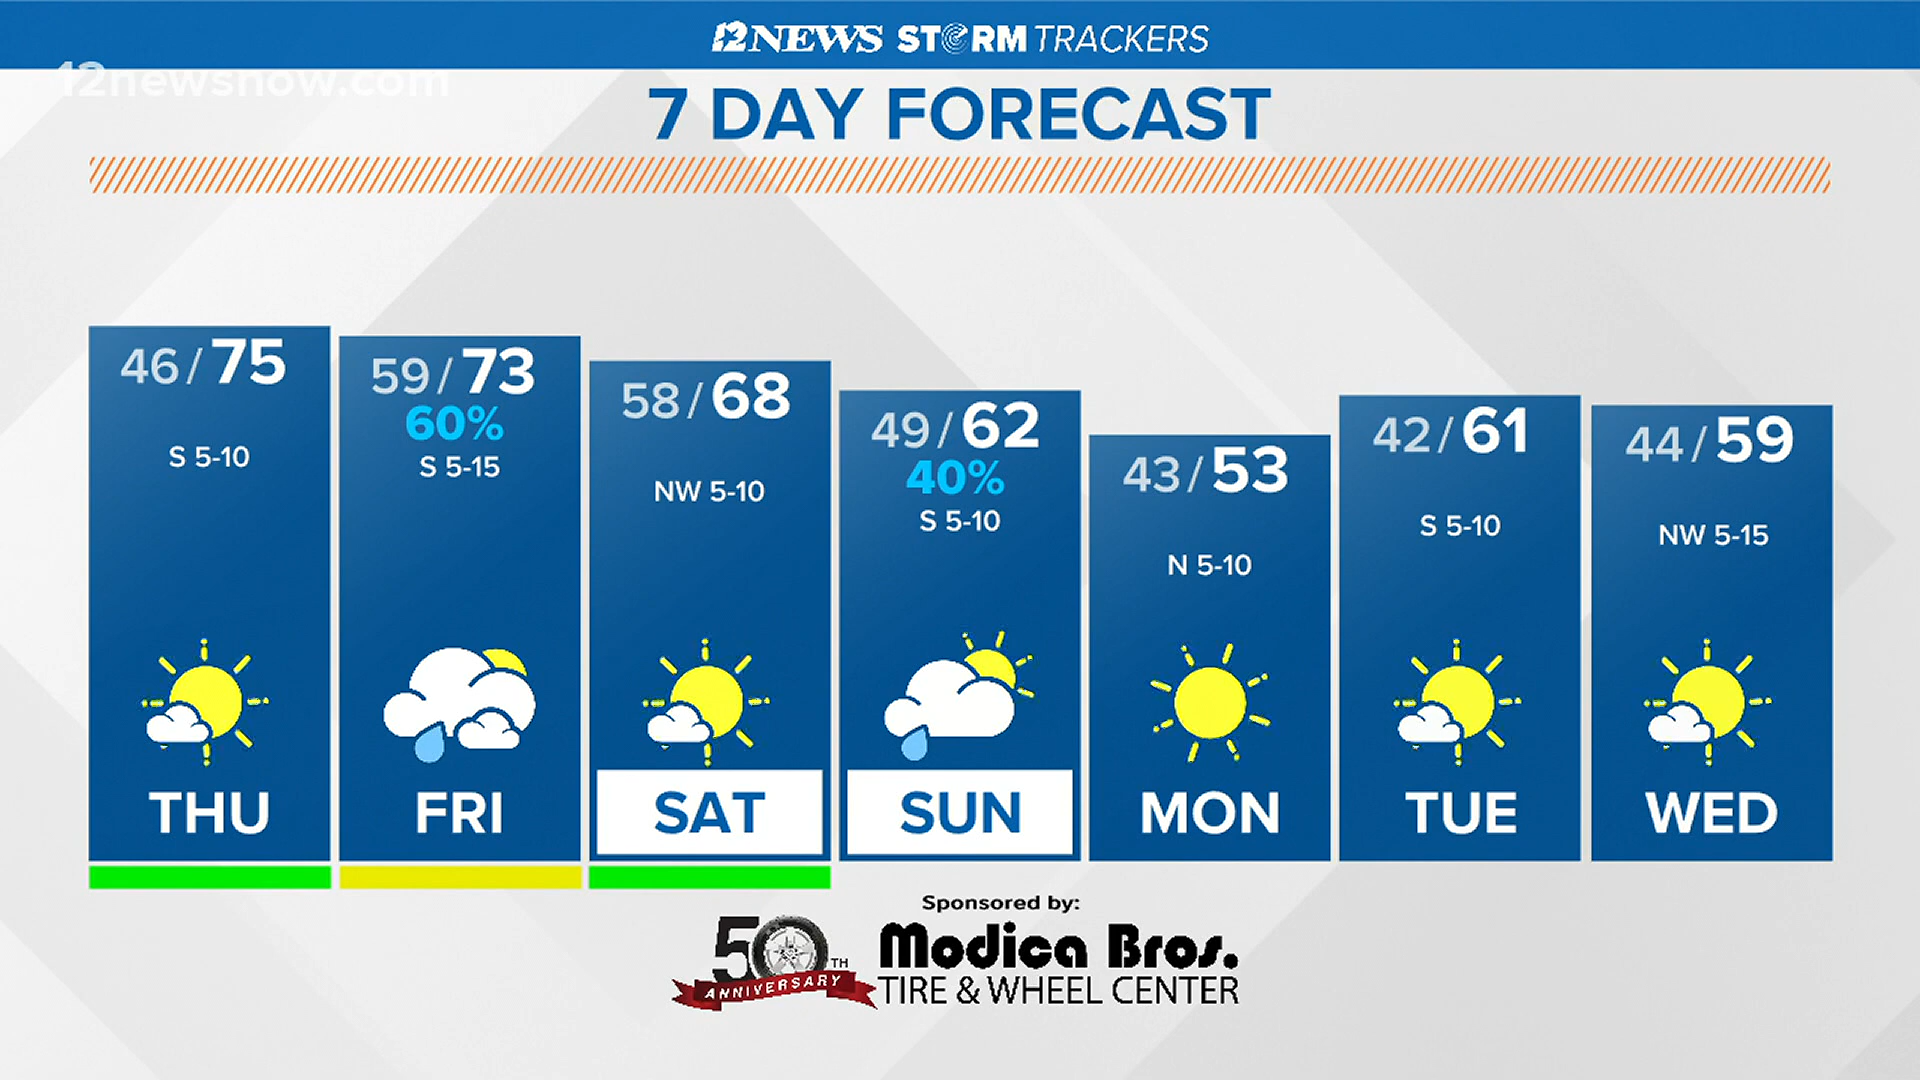 12NEWS STORM TRACKERS
12newsnow.com
7 DAY FORECAST
46/75
S 5-10
THU
59/73
60%
S 5-15
FRI
58/68
NW 5-10
SAT
49/62
40%
S 5-10
SUN
43/53
N 5-10
MON
42/61
S 5-10
TUE
44/59
NW 5-15
WED
Sponsored by:
50TH
ANNIVERSARY
Modica Bros.
TIRE & WHEEL CENTER